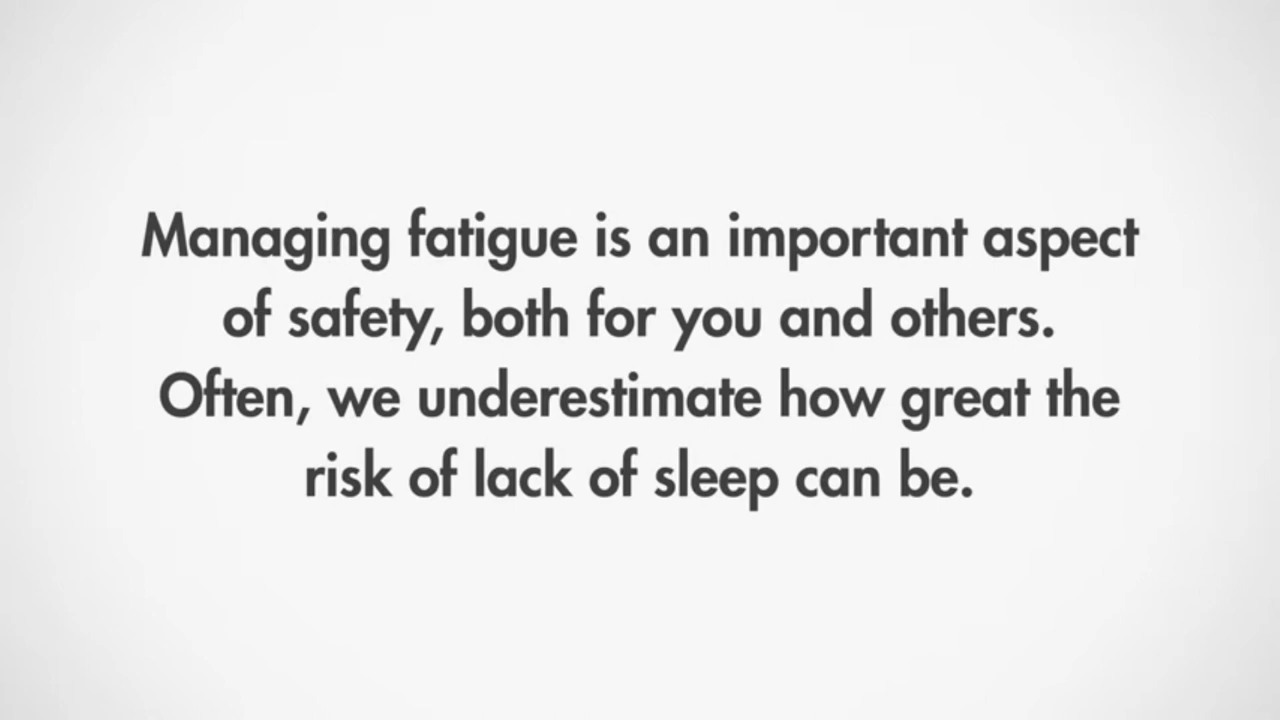 Managing fatigue is an important aspect
of safety, both for you and others.
Often, we underestimate how great the
risk of lack of sleep can be.